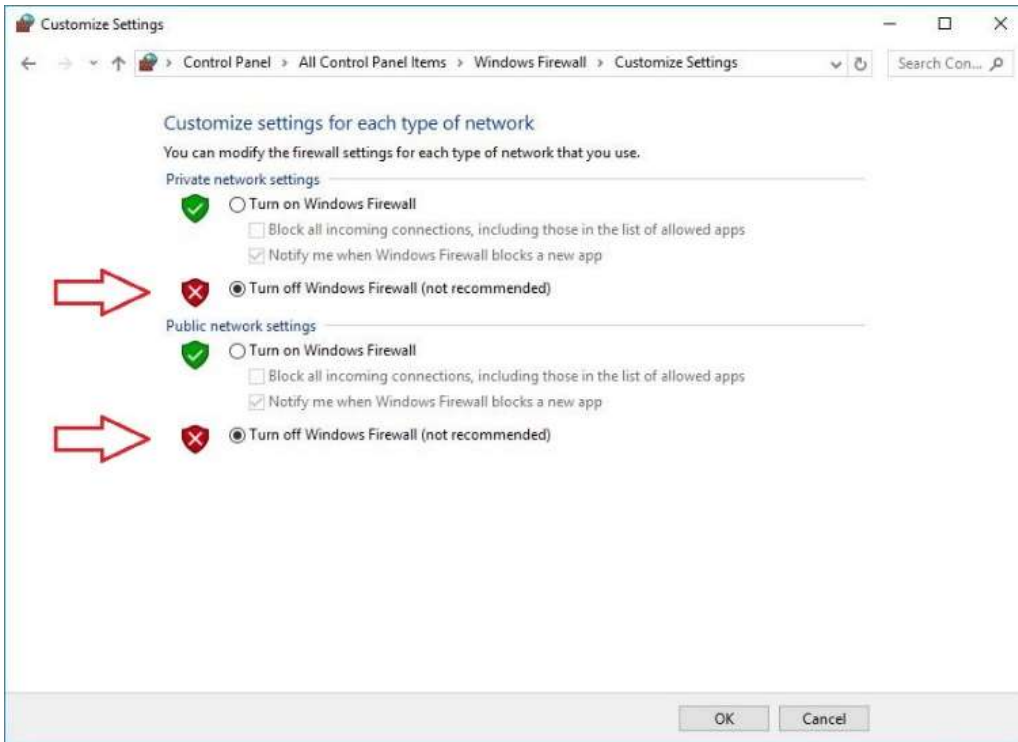 Customize Settings
Control Panel > All Control Panel Items > Windows Firewall > Customize Settings
Search Con...
Customize settings for each type of network
You can modify the firewall settings for each type of network that you use.
Private network settings
Turn on Windows Firewall
Block all incoming connections, including those in the list of allowed apps
Notify me when Windows Firewall blocks a new app
Turn off Windows Firewall (not recommended)
Public network settings
Turn on Windows Firewall
Block all incoming connections, including those in the list of allowed apps
Notify me when Windows Firewall blocks a new app
Turn off Windows Firewall (not recommended)
OK
Cancel